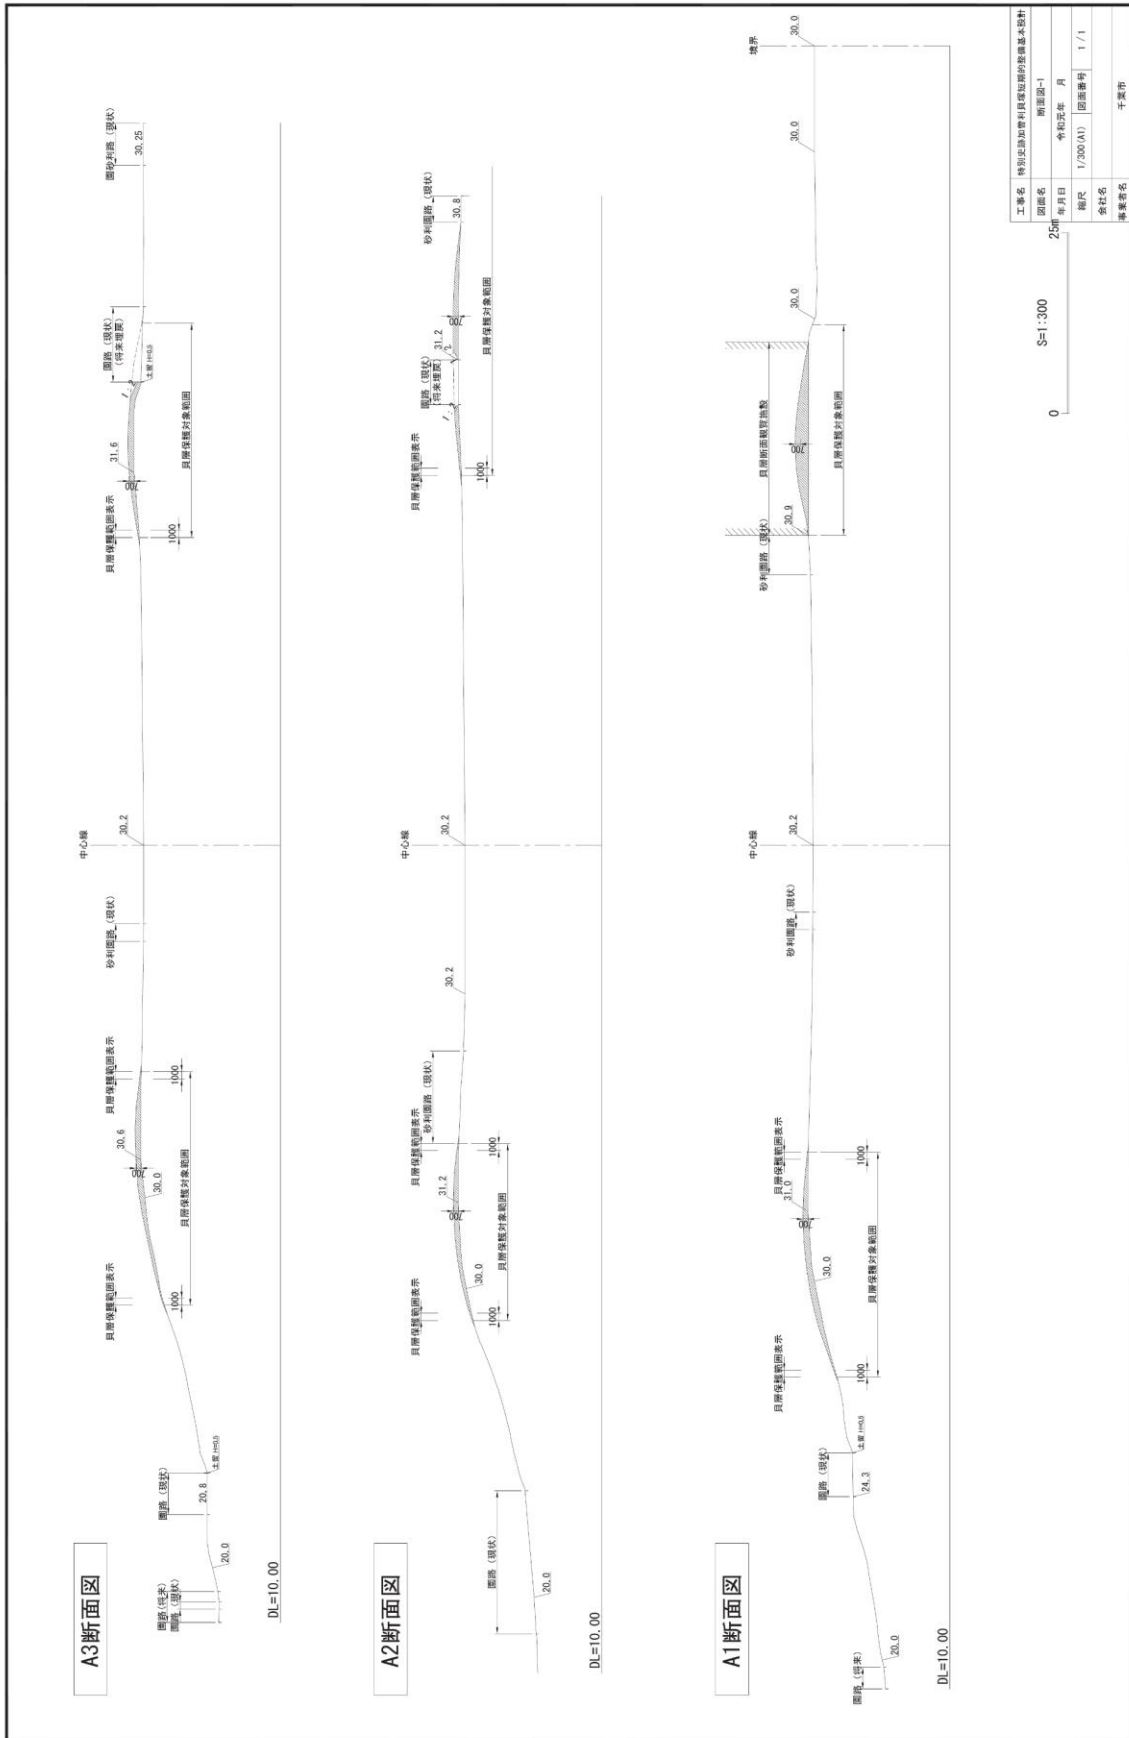 A3断面図
DL=10.00
園路(将来)
園路(現状)
20.0
園路(現状)
20.8
土留 H=0.5
貝層保護範囲表示
1000
貝層保護対象範囲
30.0
700
30.6
貝層保護範囲表示
1000
砂利園路(現状)
中心線
30.2
貝層保護範囲表示
1000
貝層保護対象範囲
700
31.6
園路(現状)
(将来埋戻)
土留 H=0.5
園砂利路(現状)
30.25
A2断面図
DL=10.00
園路(現状)
20.0
貝層保護範囲表示
1000
貝層保護対象範囲
30.0
700
31.2
貝層保護範囲表示
1000
砂利園路(現状)
30.2
中心線
30.2
貝層保護範囲表示
1000
貝層保護対象範囲
園路(現状)
(将来埋戻)
31.2
700
砂利園路(現状)
30.8
A1断面図
DL=10.00
園路(将来)
20.0
園路(現状)
24.3
土留 H=0.5
貝層保護範囲表示
1000
貝層保護対象範囲
30.0
700
31.0
貝層保護範囲表示
1000
砂利園路(現状)
中心線
30.2
砂利園路(現状)
30.9
貝層断面観覧施設
700
貝層保護対象範囲
30.0
30.0
境界
30.0
S=1:300
0
25m
工事名 特別史跡加曽利貝塚短期的整備基本設計
図面名 断面図-1
年月日 令和元年 月
縮尺 1/300(A1) 図面番号 1 / 1
会社名
事業者名 千葉市